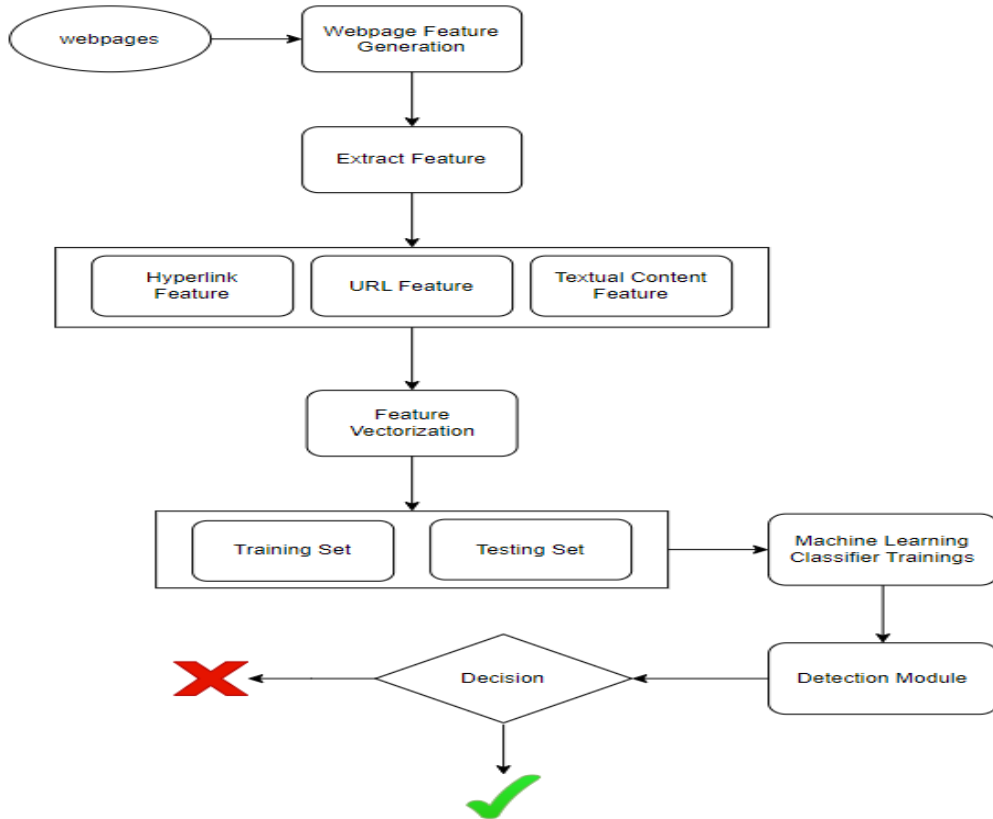 webpages
Webpage Feature
Generation
Extract Feature
Hyperlink
Feature
URL Feature
Textual Content
Feature
Feature
Vectorization
Training Set
Testing Set
Machine Learning
Classifier Trainings
Decision
Detection Module